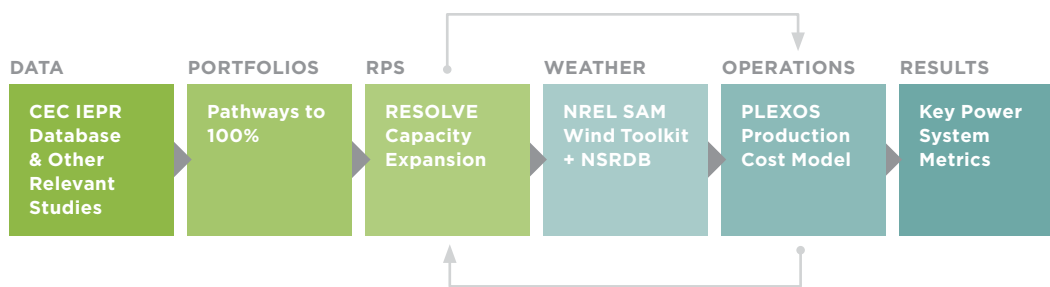 DATA
CEC IEPR
Database
& Other
Relevant
Studies
PORTFOLIOS
Pathways to
100%
RPS
RESOLVE
Capacity
Expansion
WEATHER
NREL SAM
Wind Toolkit
+ NSRDB
OPERATIONS
PLEXOS
Production
Cost Model
RESULTS
Key Power
System
Metrics